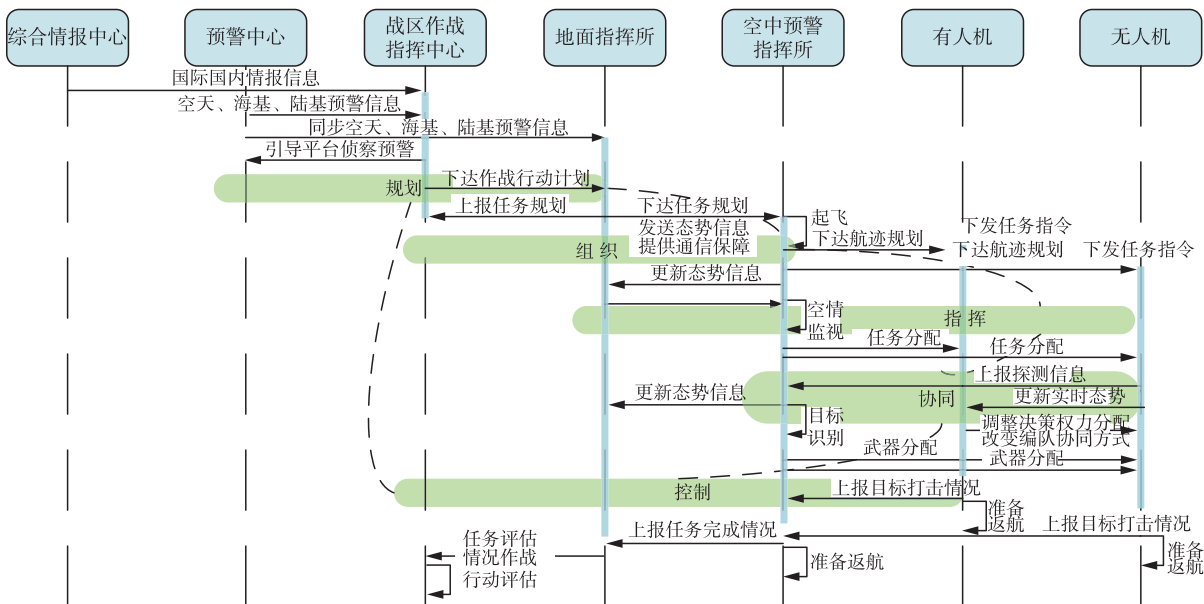 综合情报中心
预警中心
战区作战
指挥中心
地面指挥所
空中预警
指挥所
有人机
无人机
国际国内情报信息
空天、海基、陆基预警信息
同步空天、海基、陆基预警信息
引导平台侦察预警
规划
下达作战行动计划
上报任务规划
下达任务规划
起飞
发送态势信息
提供通信保障
组织
下达航迹规划
下发任务指令
下达航迹规划
下发任务指令
更新态势信息
空情
监视
指挥
任务分配
任务分配
上报探测信息
更新态势信息
协同
更新实时态势
目标
识别
调整决策权力分配
改变编队协同方式
武器分配
武器分配
控制
上报目标打击情况
准备
返航
上报目标打击情况
上报任务完成情况
准备
返航
任务评估
情况作战
行动评估
准备返航